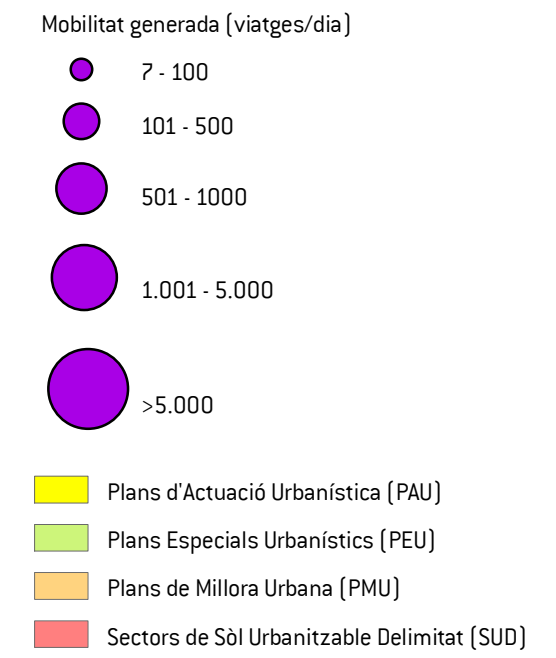 Mobilitat generada (viatges/dia)
7 - 100
101 - 500
501 - 1000
1.001 - 5.000
>5.000
Plans d'Actuació Urbanística (PAU)
Plans Especials Urbanístics (PEU)
Plans de Millora Urbana (PMU)
Sectors de Sòl Urbanitzable Delimitat (SUD)